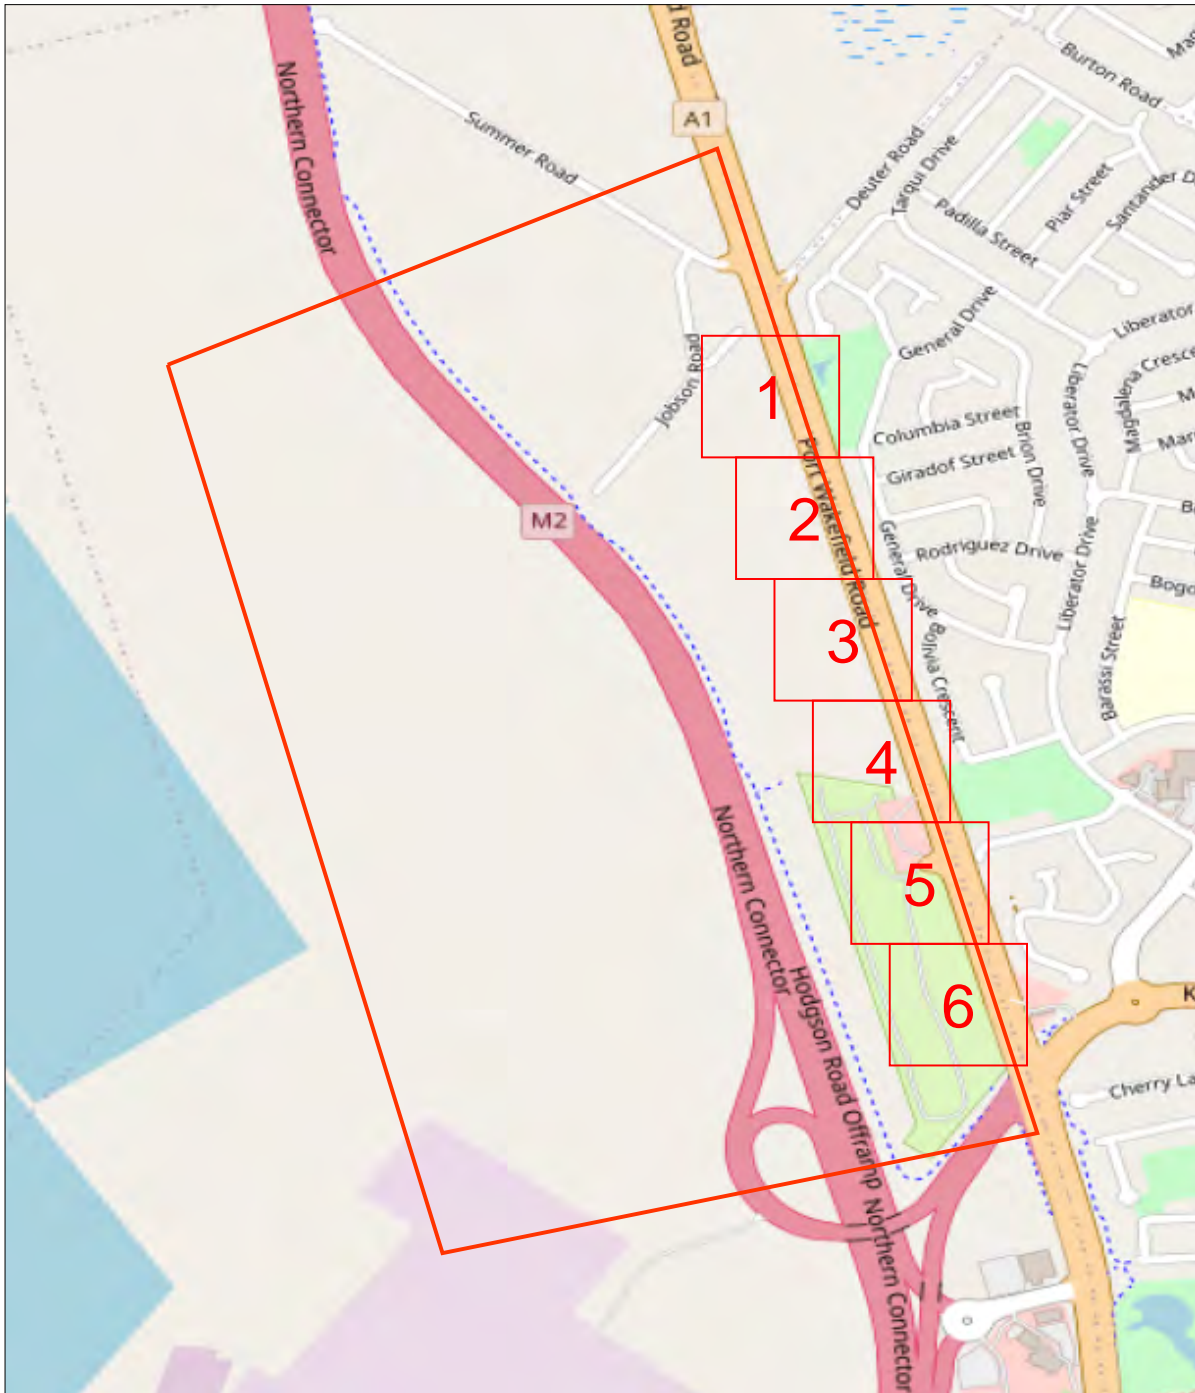 d Road
Burton Road
Northern Connector
A1
Summer Road
Deuter Road
Tarqui Drive
Piar Street
Santander D
Padilla Street
General Drive
Liberator
Jobson Road
1
Magdalena Cresce
Liberator Drive
Columbia Street
Brion Drive
Giradof Street
Port Wakefield Road
M2
2
General Drive
Rodriguez Drive
Liberator Drive
Bogo
3
Bolivia Crescent
Barassi Street
4
Northern Connector
5
Hodgson Road Offramp
6
K
Cherry La
Northern Connector